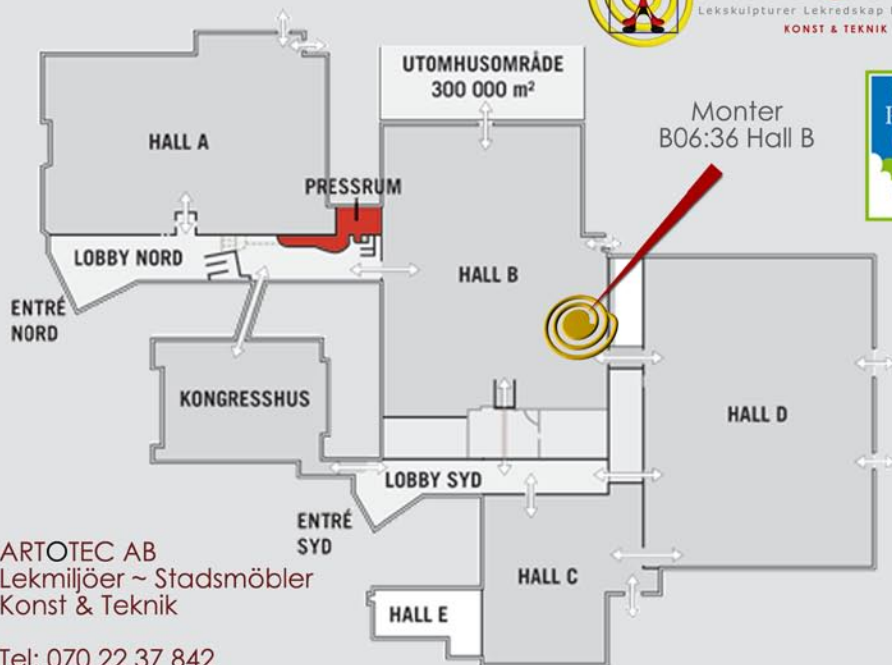 Lekskulpturer Lekredskap
KONST & TEKNIK
UTOMHUSOMRÅDE
300 000 m²
Monter
B06:36 Hall B
HALL A
PRESSRUM
LOBBY NORD
HALL B
ENTRÉ
NORD
KONGRESSHUS
HALL D
LOBBY SYD
ENTRÉ
SYD
HALL C
HALL E
ARTOTEC AB
Lekmiljöer ~ Stadsmöbler
Konst & Teknik
Tel: 070 22 37 842